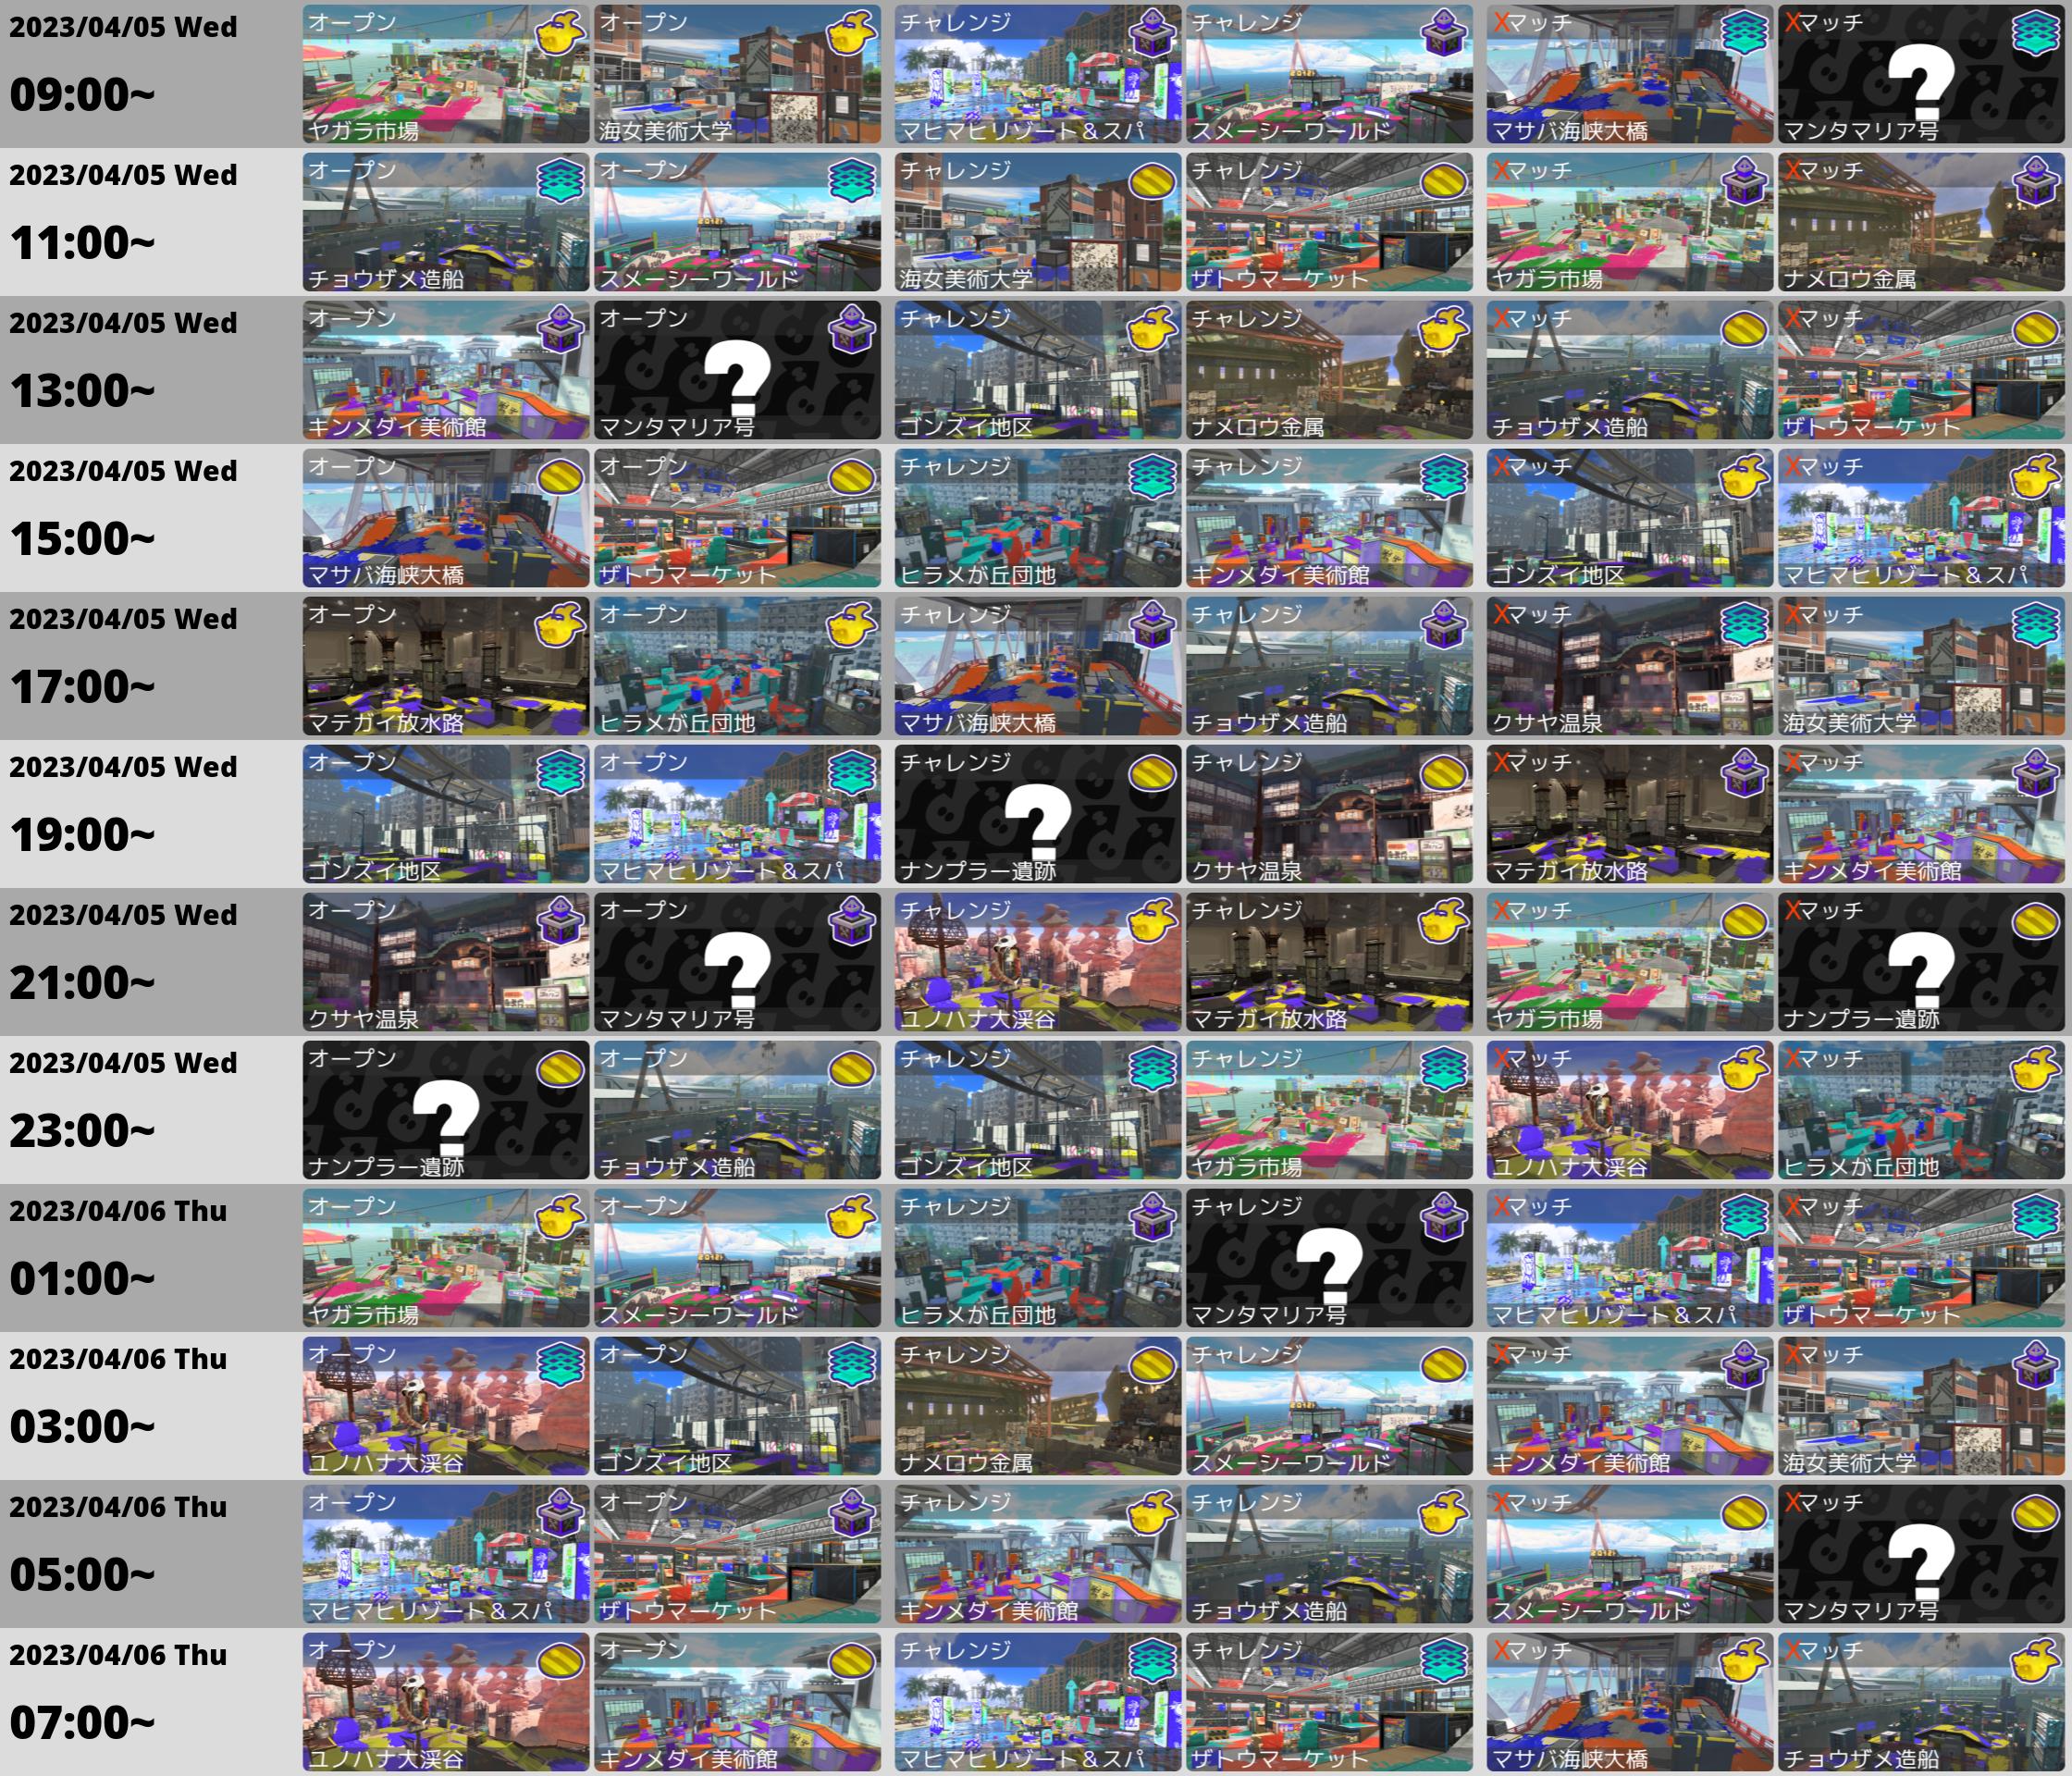 2023/04/05 Wed
09:00~
オープン オープン チャレンジ チャレンジ Xマッチ Xマッチ
ヤガラ市場 海女美術大学 マヒマヒリゾート＆スパ スメーシーワールド マサバ海峡大橋 マンタマリア号
2023/04/05 Wed
11:00~
オープン オープン チャレンジ チャレンジ Xマッチ Xマッチ
チョウザメ造船 スメーシーワールド 海女美術大学 ザトウマーケット ヤガラ市場 ナメロウ金属
2023/04/05 Wed
13:00~
オープン オープン チャレンジ チャレンジ Xマッチ Xマッチ
キンメダイ美術館 マンタマリア号 ゴンズイ地区 ナメロウ金属 チョウザメ造船 ザトウマーケット
2023/04/05 Wed
15:00~
オープン オープン チャレンジ チャレンジ Xマッチ Xマッチ
マサバ海峡大橋 ザトウマーケット ヒラメが丘団地 キンメダイ美術館 ゴンズイ地区 マヒマヒリゾート＆スパ
2023/04/05 Wed
17:00~
オープン オープン チャレンジ チャレンジ Xマッチ Xマッチ
マテガイ放水路 ヒラメが丘団地 マサバ海峡大橋 チョウザメ造船 クサヤ温泉 海女美術大学
2023/04/05 Wed
19:00~
オープン オープン チャレンジ チャレンジ Xマッチ Xマッチ
ゴンズイ地区 マヒマヒリゾート＆スパ ナンプラー遺跡 クサヤ温泉 マテガイ放水路 キンメダイ美術館
2023/04/05 Wed
21:00~
オープン オープン チャレンジ チャレンジ Xマッチ Xマッチ
クサヤ温泉 マンタマリア号 ユノハナ大渓谷 マテガイ放水路 ヤガラ市場 ナンプラー遺跡
2023/04/05 Wed
23:00~
オープン オープン チャレンジ チャレンジ Xマッチ Xマッチ
ナンプラー遺跡 チョウザメ造船 ゴンズイ地区 ヤガラ市場 ユノハナ大渓谷 ヒラメが丘団地
2023/04/06 Thu
01:00~
オープン オープン チャレンジ チャレンジ Xマッチ Xマッチ
ヤガラ市場 スメーシーワールド ヒラメが丘団地 マンタマリア号 マヒマヒリゾート＆スパ ザトウマーケット
2023/04/06 Thu
03:00~
オープン オープン チャレンジ チャレンジ Xマッチ Xマッチ
ユノハナ大渓谷 ゴンズイ地区 ナメロウ金属 スメーシーワールド キンメダイ美術館 海女美術大学
2023/04/06 Thu
05:00~
オープン オープン チャレンジ チャレンジ Xマッチ Xマッチ
マヒマヒリゾート＆スパ ザトウマーケット キンメダイ美術館 チョウザメ造船 スメーシーワールド マンタマリア号
2023/04/06 Thu
07:00~
オープン オープン チャレンジ チャレンジ Xマッチ Xマッチ
ユノハナ大渓谷 キンメダイ美術館 マヒマヒリゾート＆スパ ザトウマーケット マサバ海峡大橋 チョウザメ造船